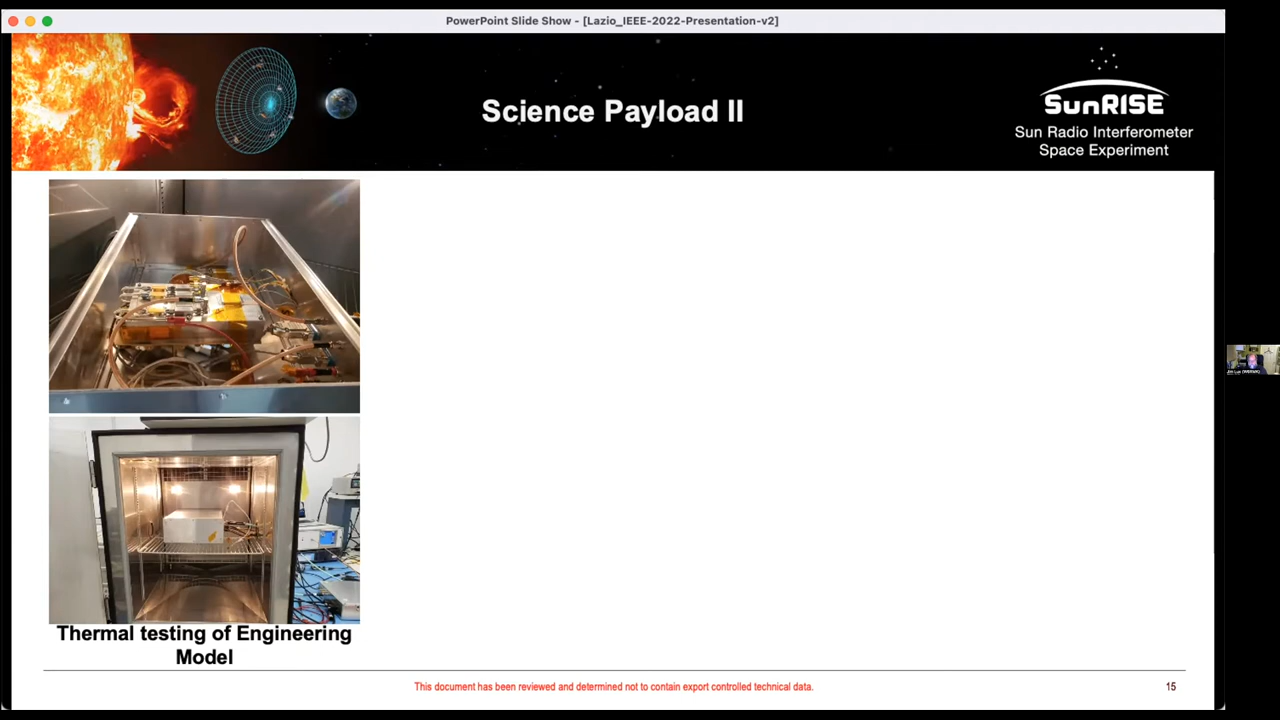 PowerPoint Slide Show - [Lazio_IEEE-2022-Presentation-v2]
Science Payload II
SunRISE
Sun Radio Interferometer
Space Experiment
Thermal testing of Engineering
Model
This document has been reviewed and determined not to contain export controlled technical data.
15